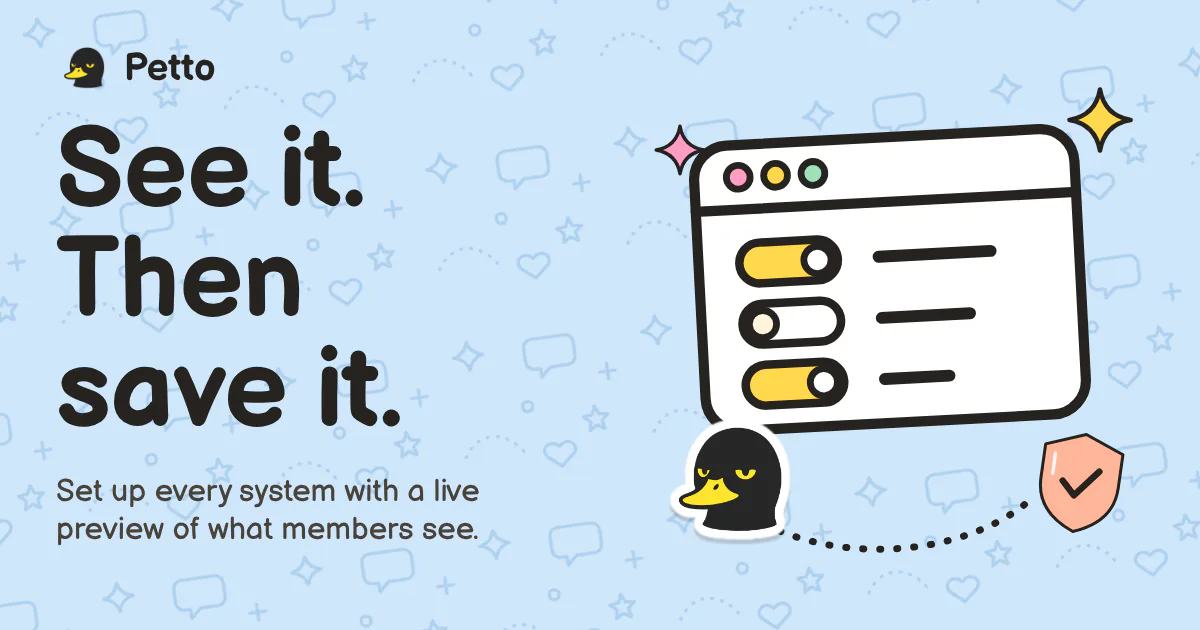 Petto
See it.
Then
save it.
Set up every system with a live
preview of what members see.